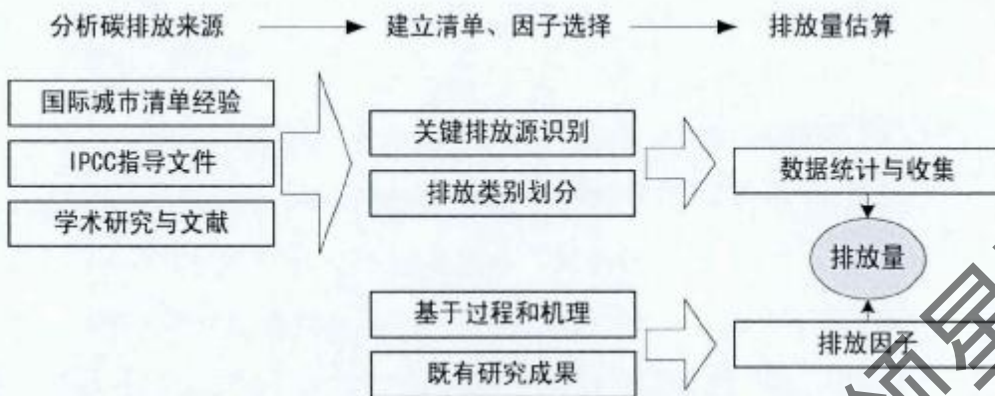 分析碳排放来源
建立清单、因子选择
排放量估算
国际城市清单经验
IPCC指导文件
学术研究与文献
关键排放源识别
排放类别划分
数据统计与收集
排放量
基于过程和机理
既有研究成果
排放因子